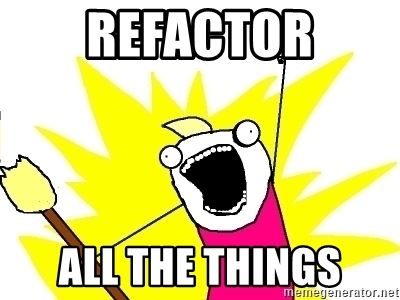 REFACTOR
ALL THE THINGS
memegenerator.net